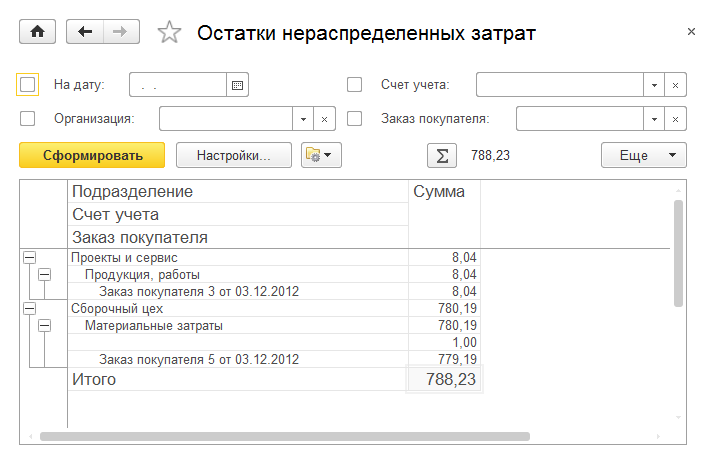 Остатки нераспределенных затрат
На дату: . . Счет учета:
Организация: Заказ покупателя:
Сформировать Настройки... Σ 788,23 Еще
Подразделение Сумма
Счет учета
Заказ покупателя
Проекты и сервис 8,04
Продукция, работы 8,04
Заказ покупателя 3 от 03.12.2012 8,04
Сборочный цех 780,19
Материальные затраты 780,19
1,00
Заказ покупателя 5 от 03.12.2012 779,19
Итого 788,23